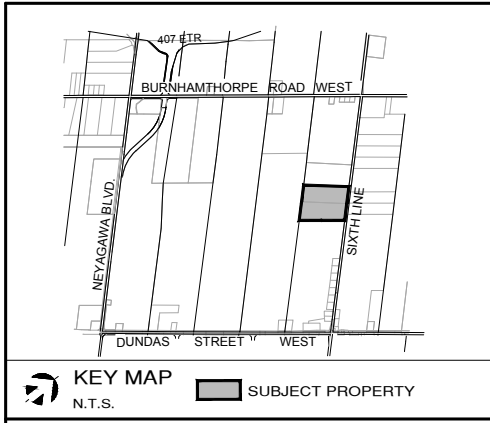 407 ETR
BURNHAMTHORPE ROAD WEST
NEYAGAWA BLVD.
SIXTH LINE
DUNDAS STREET WEST
KEY MAP
N.T.S.
SUBJECT PROPERTY